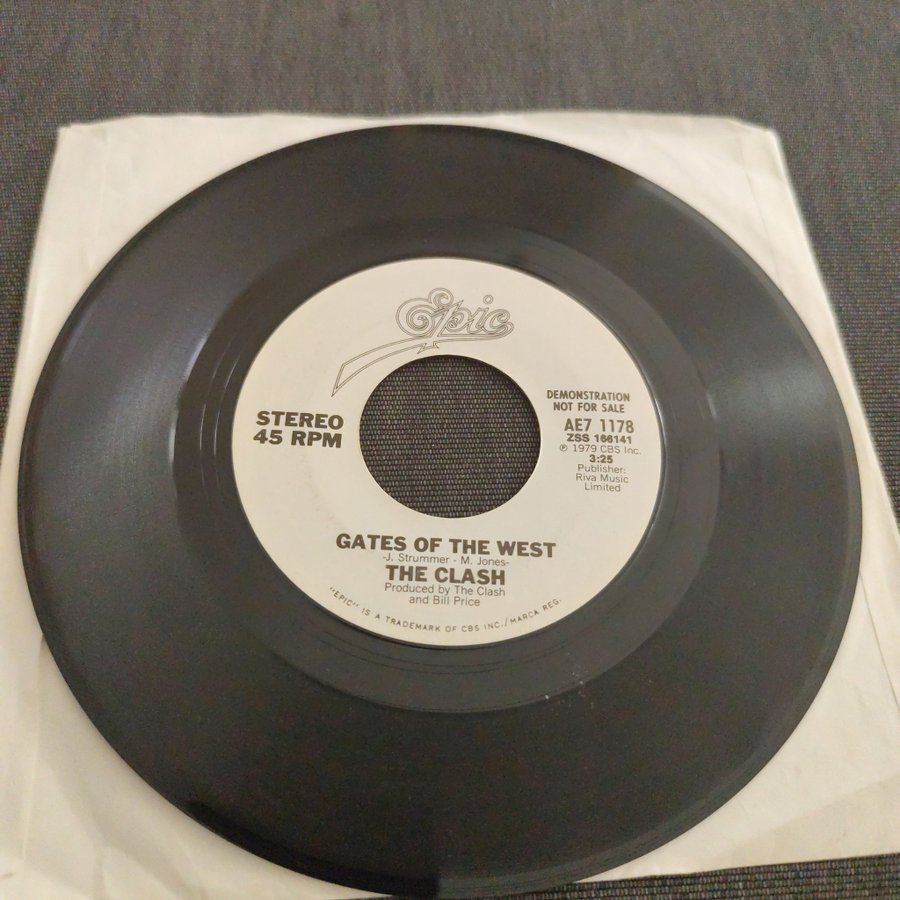 Epic
STEREO
45 RPM
DEMONSTRATION
NOT FOR SALE
AE7 1178
ZSS 166141
℗ 1979 CBS Inc.
3:25
Publisher:
Riva Music
Limited
GATES OF THE WEST
-J. Strummer - M. Jones-
THE CLASH
Produced by The Clash
and Bill Price
"EPIC" IS A TRADEMARK OF CBS INC./MARCA REG.